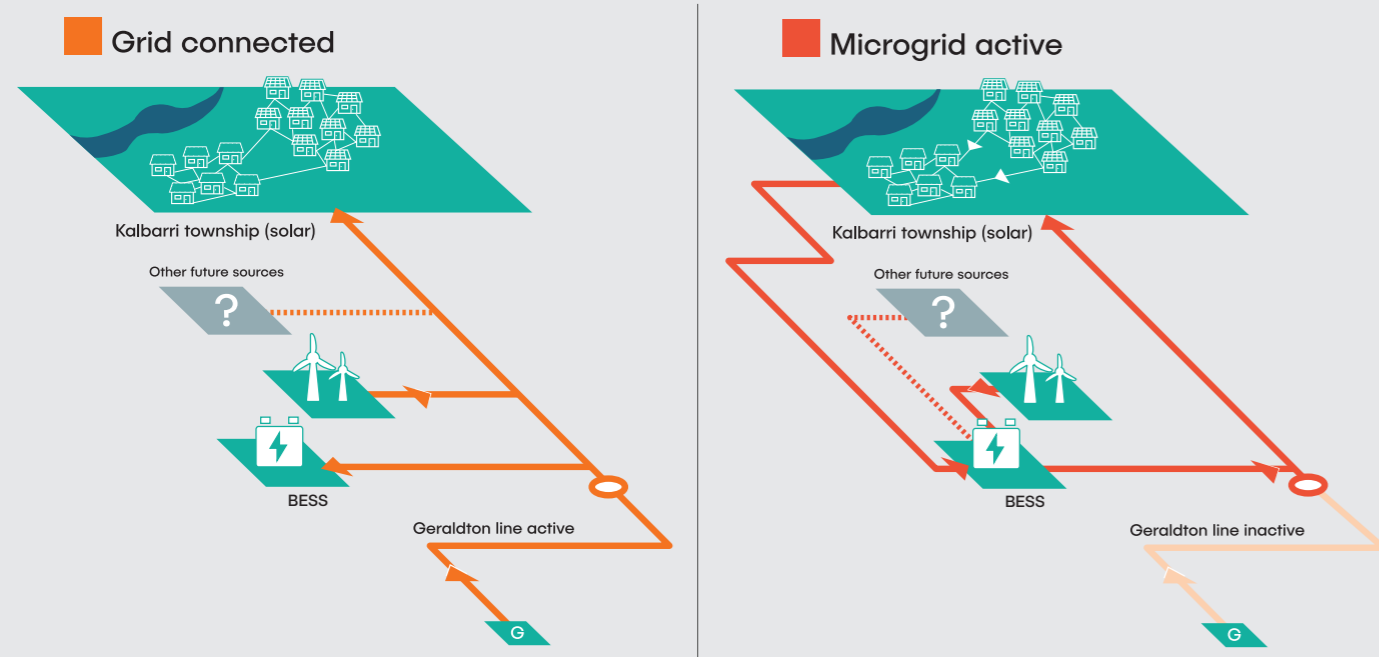 Grid connected
Kalbarri township (solar)
Other future sources
?
BESS
Geraldton line active
G
Microgrid active
Kalbarri township (solar)
Other future sources
?
BESS
Geraldton line inactive
G